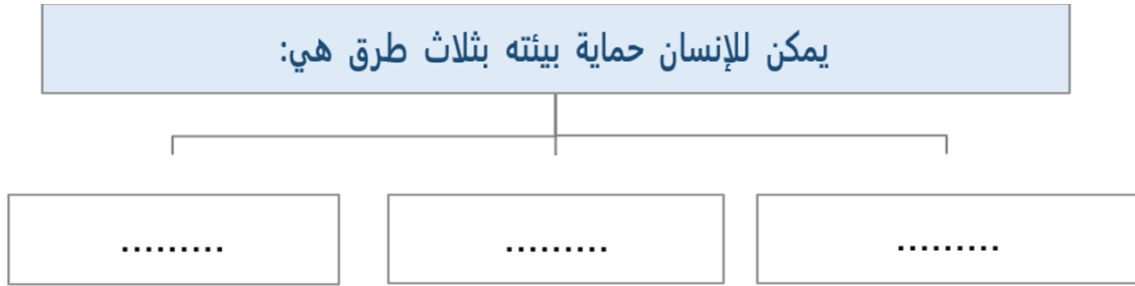 يمكن للإنسان حماية بيئته بثلاث طرق هي:
......... ......... .........